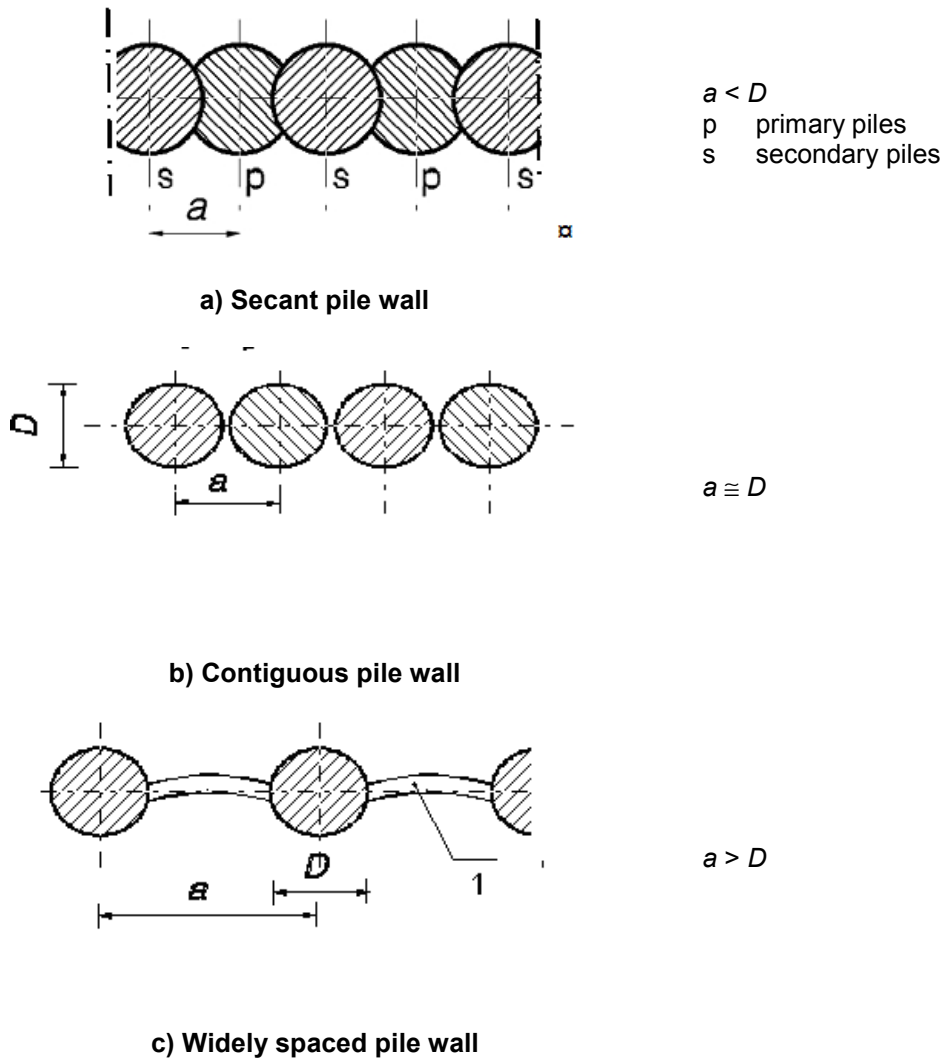 a < D
p primary piles
s secondary piles
s p s p s
a
¤
a) Secant pile wall
D
a
a ≅ D
b) Contiguous pile wall
D
a
1
a > D
c) Widely spaced pile wall